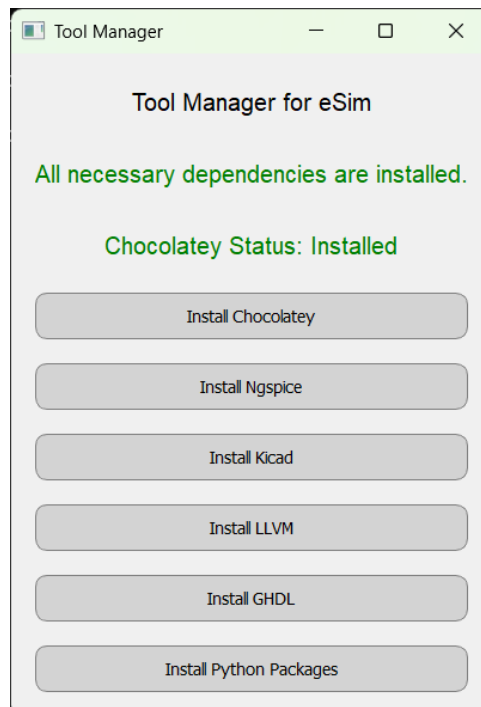 Tool Manager
Tool Manager for eSim
All necessary dependencies are installed.
Chocolatey Status: Installed
Install Chocolatey
Install Ngspice
Install Kicad
Install LLVM
Install GHDL
Install Python Packages